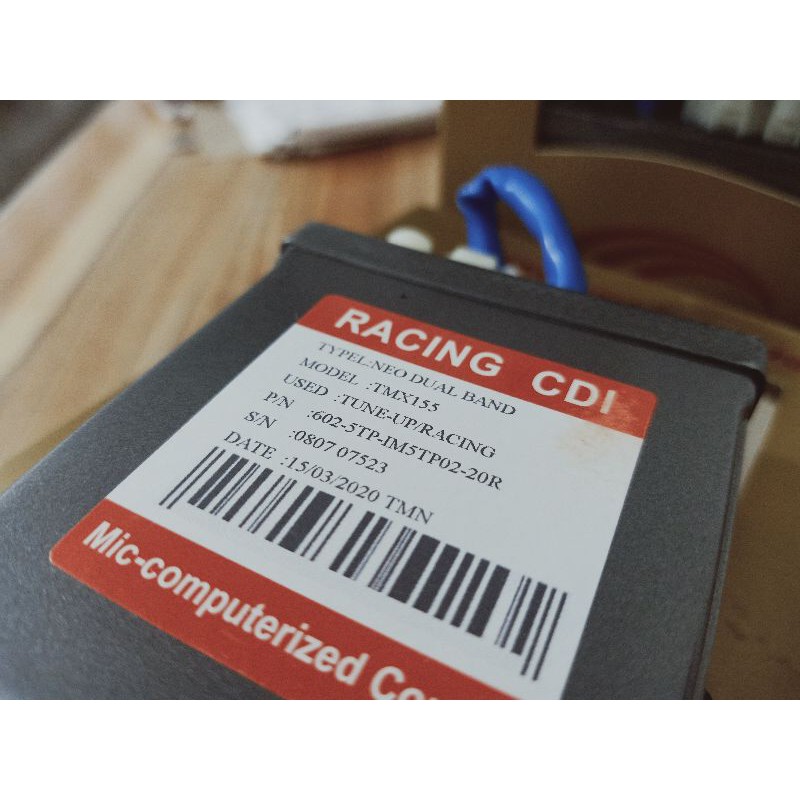 RACING CDI
TYPEL:NEO DUAL BAND
MODEL :TMX155
USED :TUNE-UP/RACING
P/N :602-5TP-IM5TP02-20R
S/N :0807 07523
DATE :15/03/2020 TMN
Mic-computerized